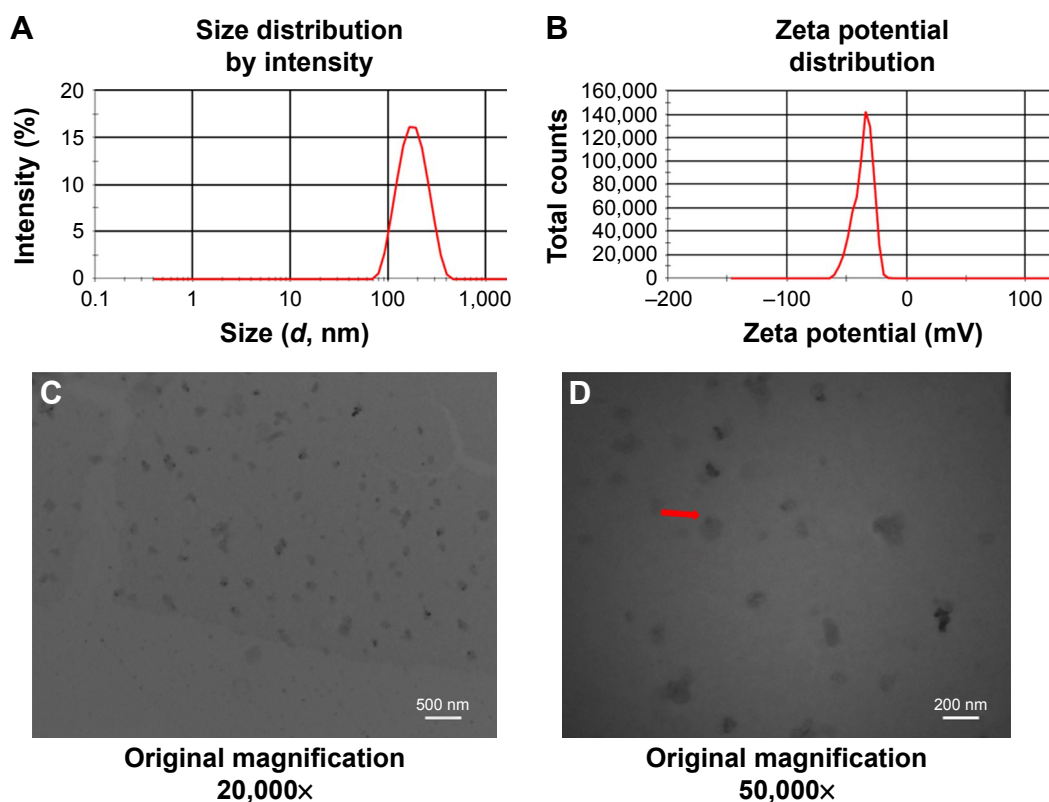 A
Size distribution
by intensity
Intensity (%)
20
15
10
5
0
0.1
1
10
100
1,000
Size (d, nm)
B
Zeta potential
distribution
Total counts
160,000
140,000
120,000
100,000
80,000
60,000
40,000
20,000
0
–200
–100
0
100
Zeta potential (mV)
C
500 nm
Original magnification
20,000×
D
200 nm
Original magnification
50,000×